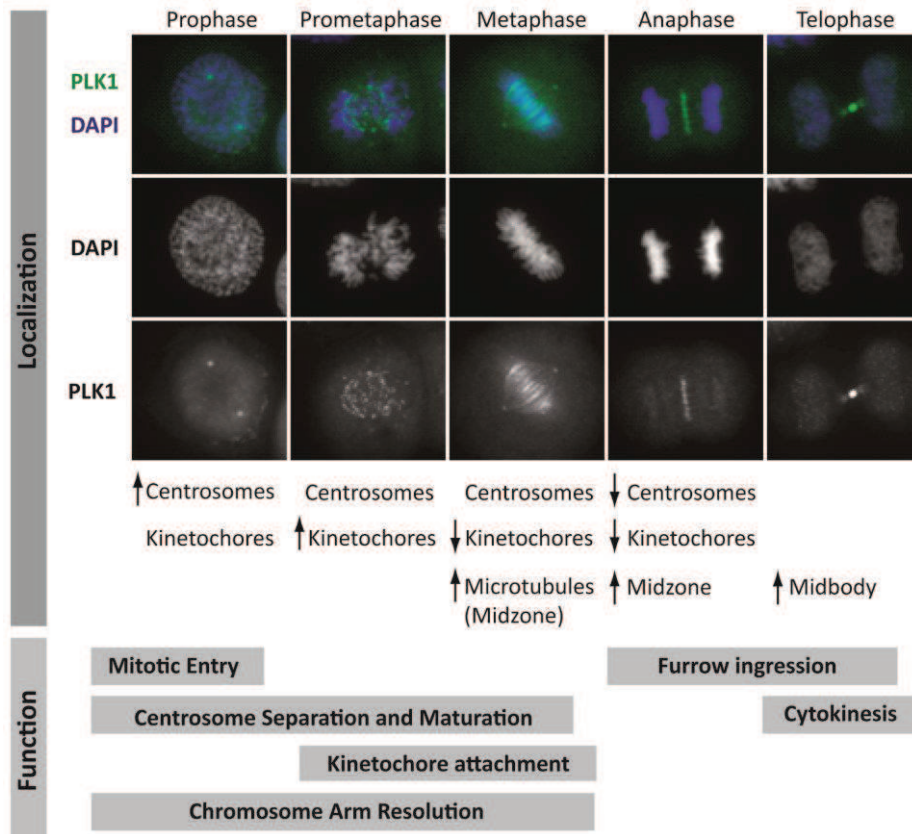 Prophase Prometaphase Metaphase Anaphase Telophase
PLK1
DAPI
DAPI
PLK1
Localization
↑Centrosomes Centrosomes Centrosomes ↓Centrosomes
Kinetochores ↑Kinetochores ↓Kinetochores ↓Kinetochores
↑Microtubules ↑Midzone ↑Midbody
(Midzone)
Function
Mitotic Entry Furrow ingression
Centrosome Separation and Maturation Cytokinesis
Kinetochore attachment
Chromosome Arm Resolution